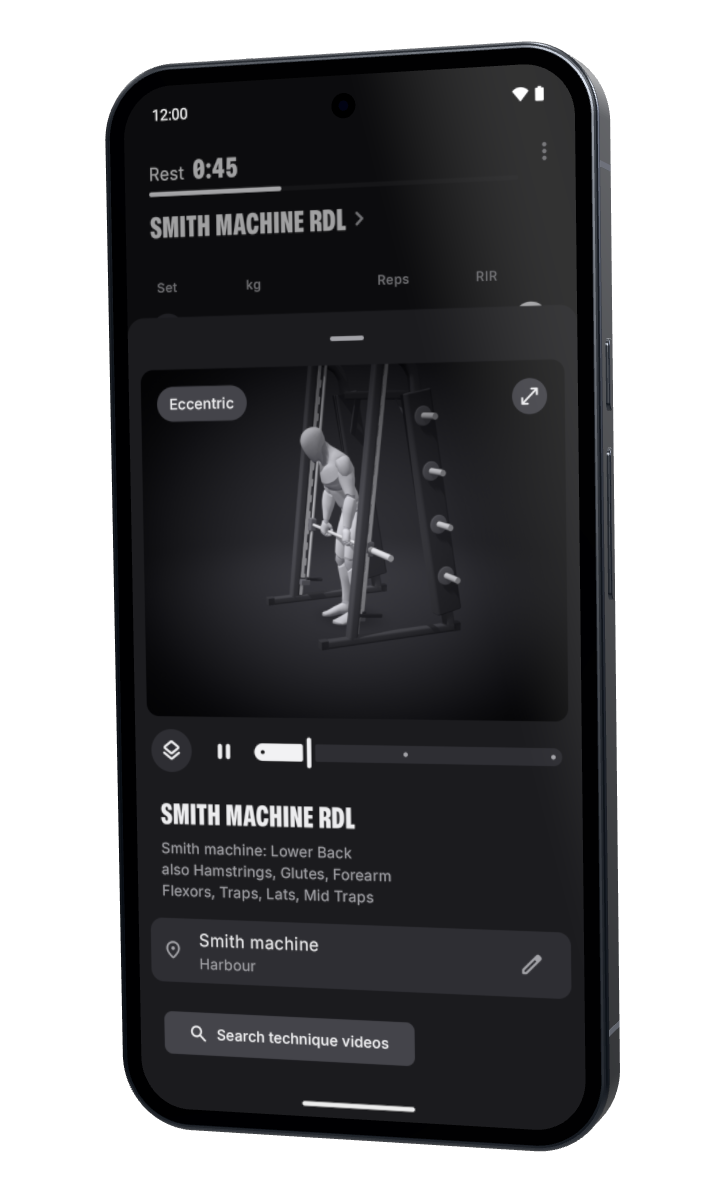 12:00
Rest 0:45
SMITH MACHINE RDL
Set kg Reps RIR
Eccentric
SMITH MACHINE RDL
Smith machine: Lower Back
also Hamstrings, Glutes, Forearm
Flexors, Traps, Lats, Mid Traps
Smith machine
Harbour
Search technique videos